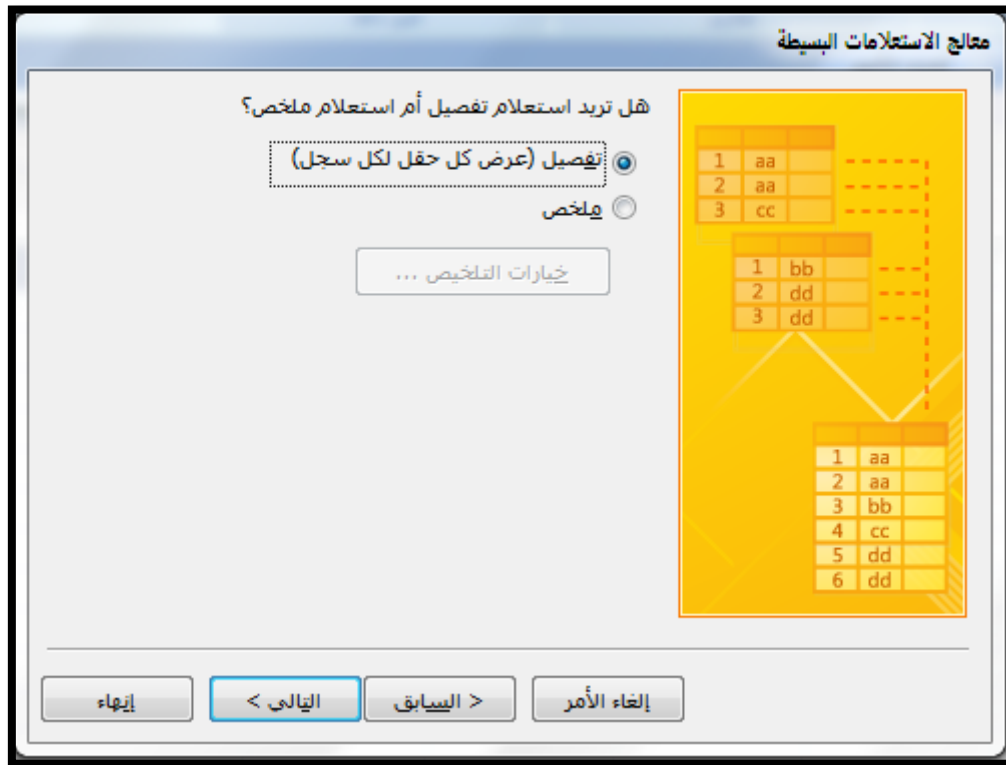 معالج الاستعلامات البسيطة
هل تريد استعلام تفصيل أم استعلام ملخص؟
تفصيل (عرض كل حقل لكل سجل)
ملخص
خيارات التلخيص ...
1 aa
2 aa
3 cc
1 bb
2 dd
3 dd
1 aa
2 aa
3 bb
4 cc
5 dd
6 dd
إلغاء الأمر
< السابق
التالي >
إنهاء